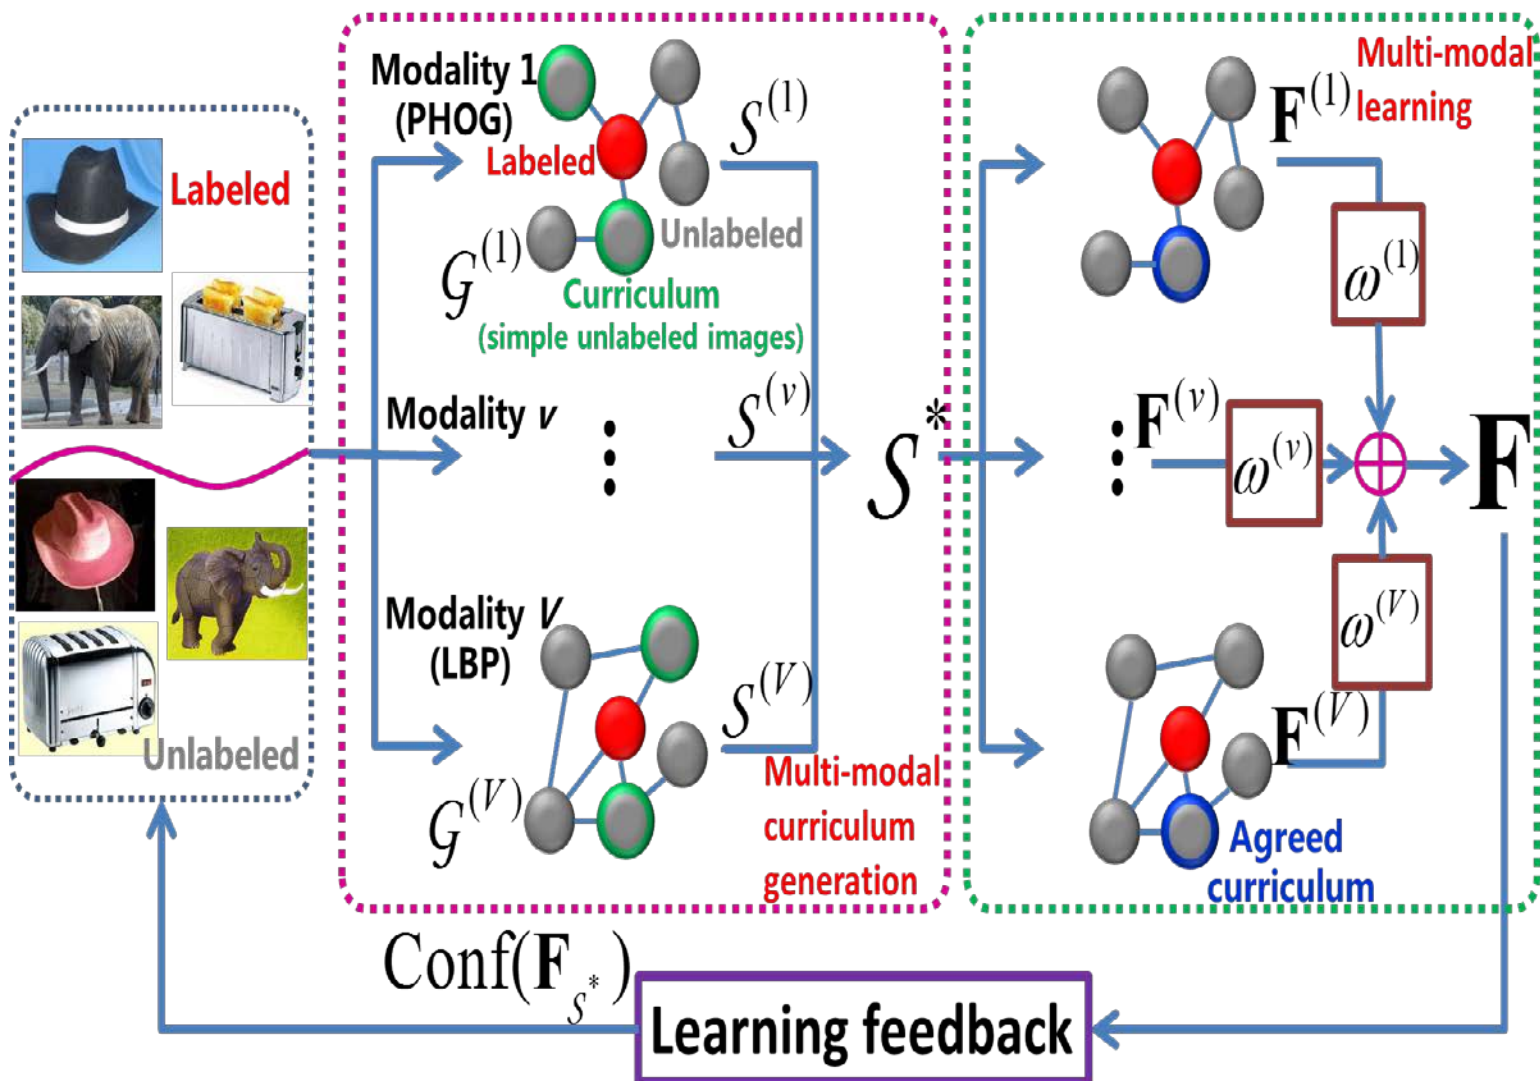 Labeled
Unlabeled
Modality 1
(PHOG)
Labeled
Unlabeled
S^(1)
G^(1)
Curriculum
(simple unlabeled images)
Modality v
S^(v)
S^*
Modality V
(LBP)
S^(V)
G^(V)
Multi-modal
curriculum
generation
Multi-modal
learning
F^(1)
ω^(1)
F^(v)
ω^(v)
F
ω^(V)
F^(V)
Agreed
curriculum
Conf(F_S^*)
Learning feedback